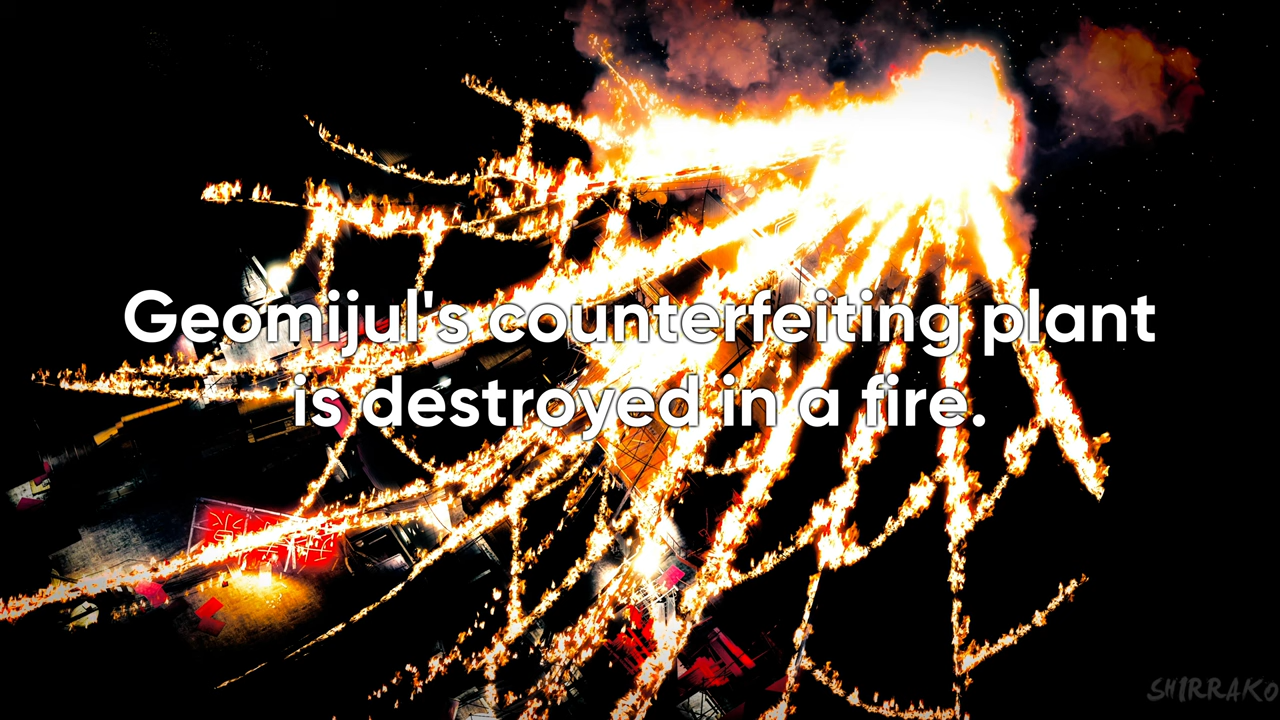 Geomijul's counterfeiting plant
is destroyed in a fire.
SHIRRAKO